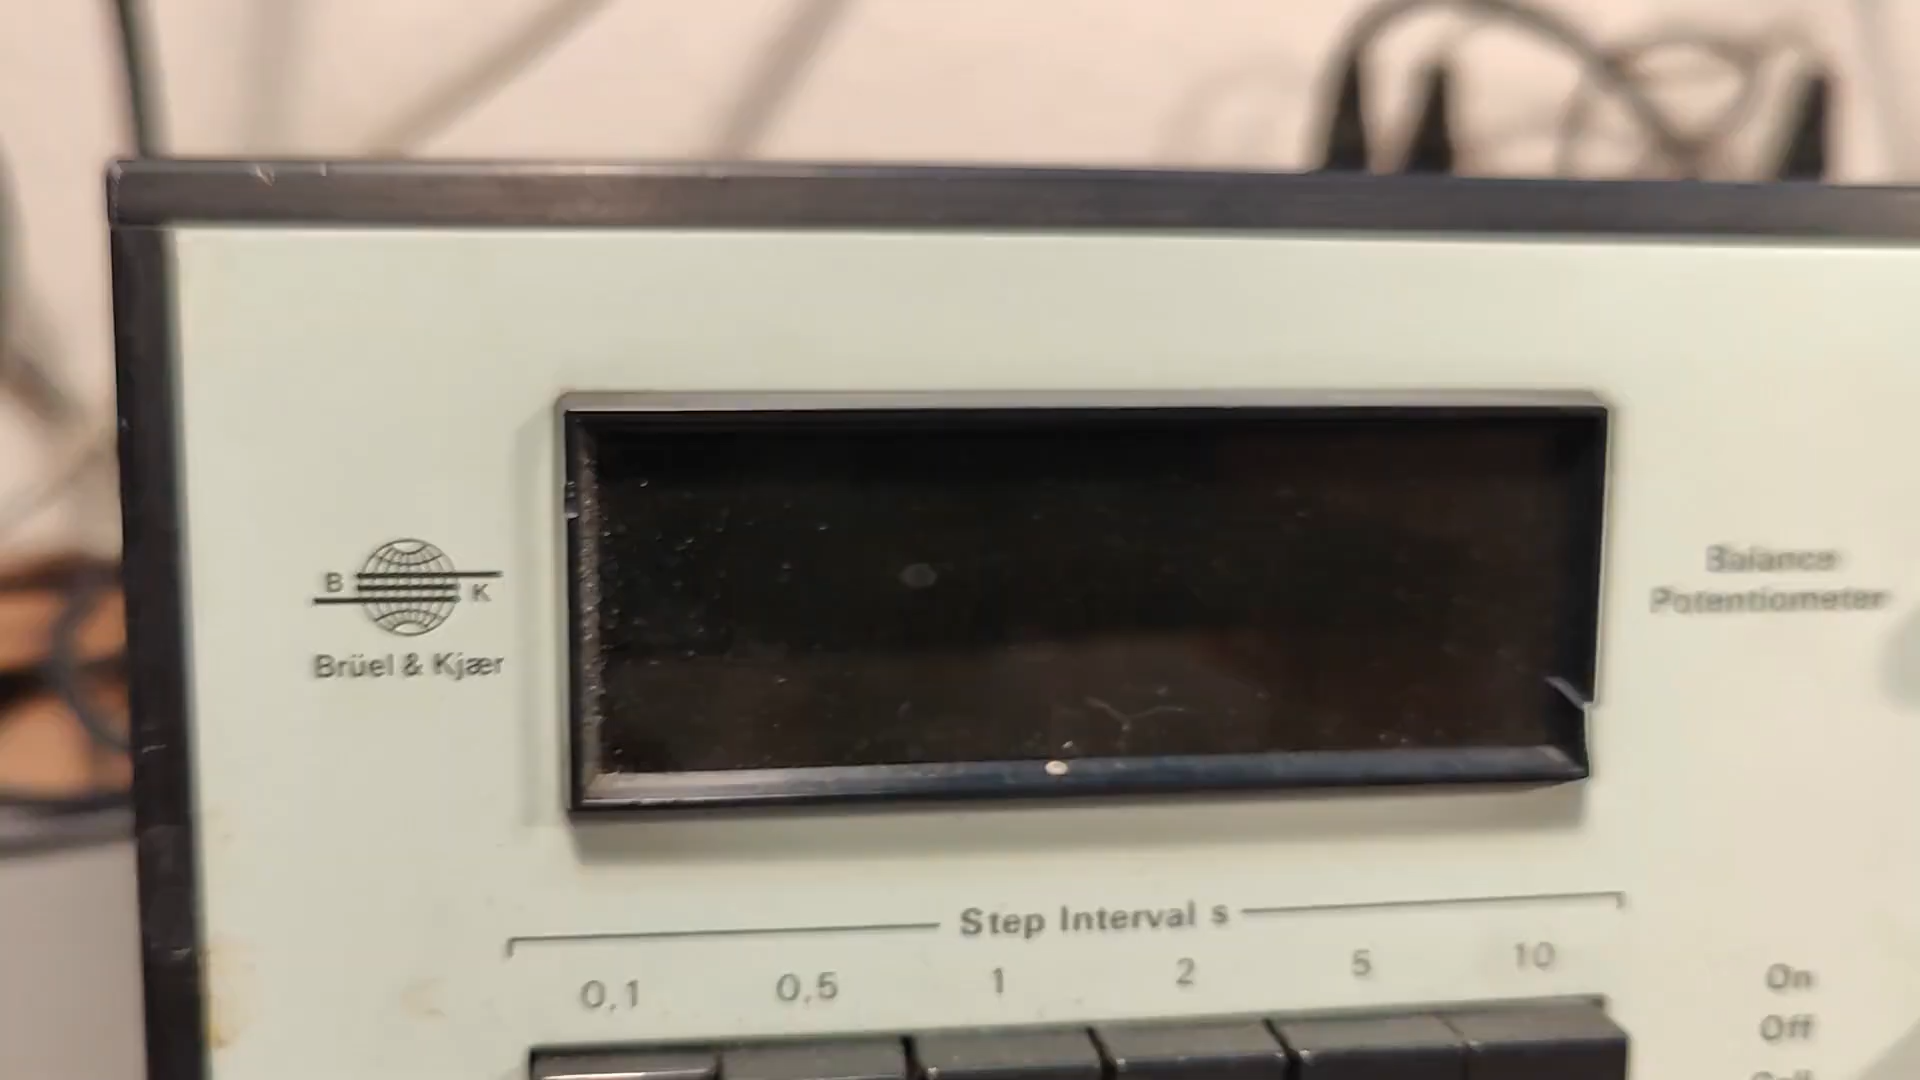 B K
Brüel & Kjær
Balance
Potentiometer
Step Interval s
0,1 0,5 1 2 5 10
On
Off